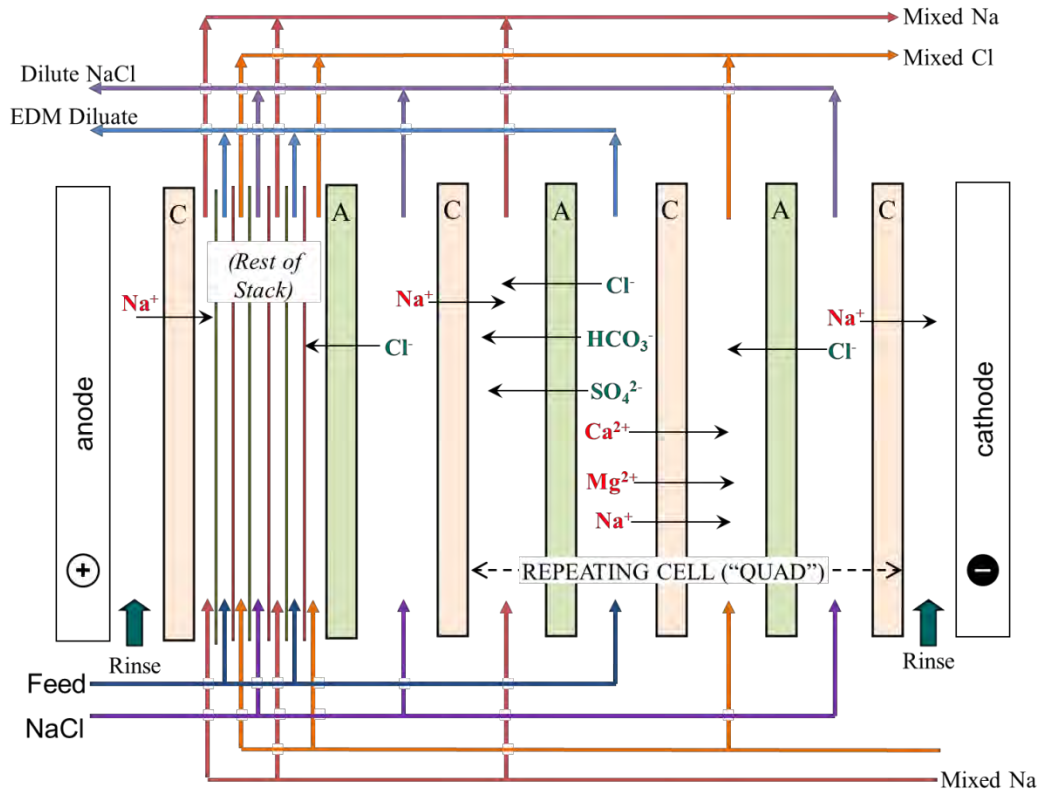 Mixed Na
Mixed Cl
Dilute NaCl
EDM Diluate
C
A
C
A
C
A
C
(Rest of
Stack)
Na⁺
Cl⁻
Na⁺
Cl⁻
HCO₃⁻
SO₄²⁻
Ca²⁺
Mg²⁺
Na⁺
Na⁺
Cl⁻
anode
cathode
+
−
REPEATING CELL (“QUAD”)
Rinse
Rinse
Feed
NaCl
Mixed Na